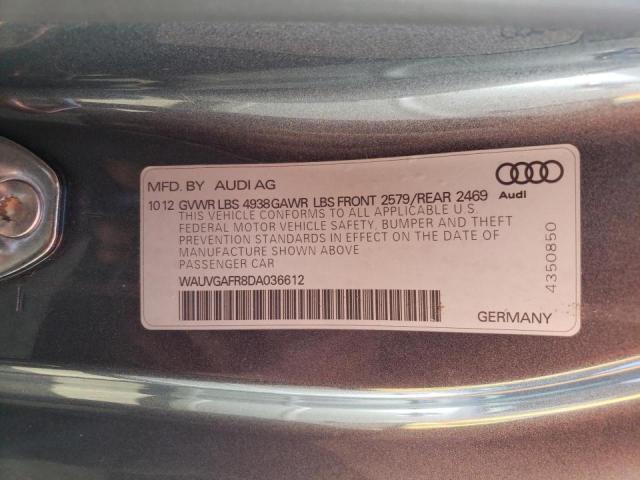 MFD. BY AUDI AG
10 12 GVWR LBS 4938 GAWR LBS FRONT 2579/REAR 2469
THIS VEHICLE CONFORMS TO ALL APPLICABLE U.S.
FEDERAL MOTOR VEHICLE SAFETY, BUMPER AND THEFT
PREVENTION STANDARDS IN EFFECT ON THE DATE OF
MANUFACTURE SHOWN ABOVE
PASSENGER CAR
WAUVGAFR8DA036612
Audi
4350850
GERMANY